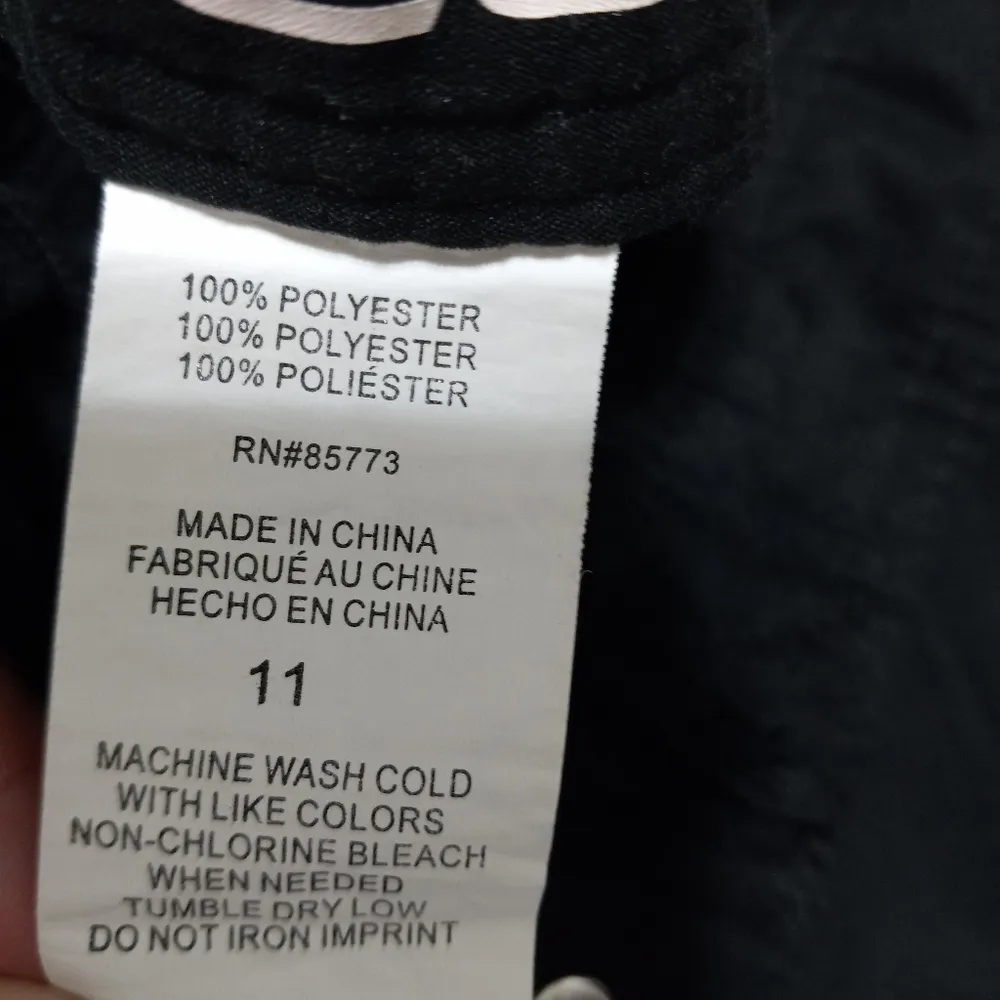 100% POLYESTER
100% POLYESTER
100% POLIÉSTER
RN#85773
MADE IN CHINA
FABRIQUÉ AU CHINE
HECHO EN CHINA
11
MACHINE WASH COLD
WITH LIKE COLORS
NON-CHLORINE BLEACH
WHEN NEEDED
TUMBLE DRY LOW
DO NOT IRON IMPRINT